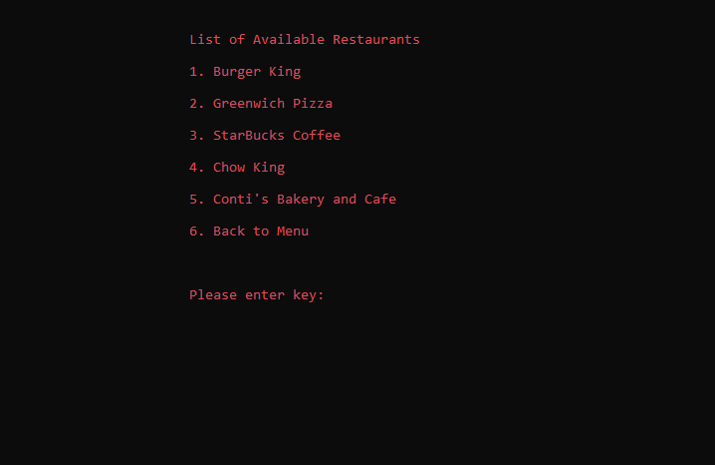 List of Available Restaurants
1. Burger King
2. Greenwich Pizza
3. StarBucks Coffee
4. Chow King
5. Conti's Bakery and Cafe
6. Back to Menu
Please enter key: